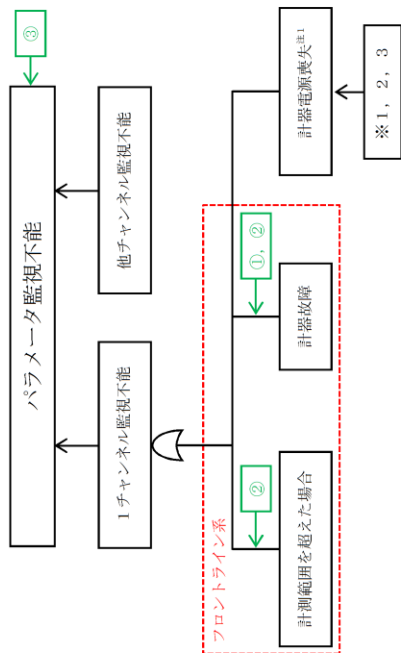 ③
パラメータ監視不能
1チャンネル監視不能
他チャンネル監視不能
フロントライン系
②
①, ②
計測範囲を超えた場合
計器故障
計器電源喪失注1
※1, 2, 3